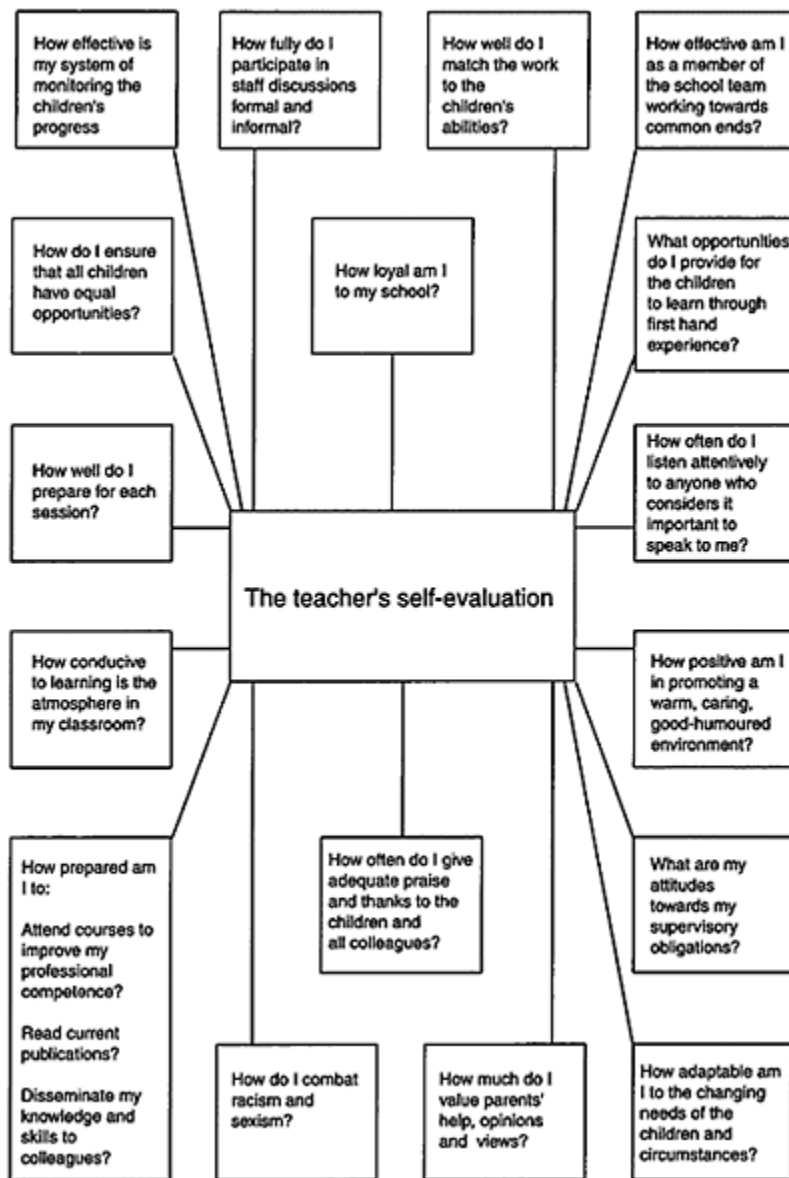 How effective is
my system of
monitoring the
children's
progress
How fully do I
participate in
staff discussions
formal and
informal?
How well do I
match the work
to the
children's
abilities?
How effective am I
as a member of
the school team
working towards
common ends?
How do I ensure
that all children
have equal
opportunities?
How loyal am I
to my school?
What opportunities
do I provide for
the children
to learn through
first hand
experience?
How well do I
prepare for each
session?
How often do I
listen attentively
to anyone who
considers it
important to
speak to me?
The teacher's self-evaluation
How conducive
to learning is the
atmosphere in
my classroom?
How positive am I
in promoting a
warm, caring,
good-humoured
environment?
How prepared am
I to:
Attend courses to
improve my
professional
competence?
Read current
publications?
Disseminate my
knowledge and
skills to
colleagues?
How often do I give
adequate praise
and thanks to the
children and
all colleagues?
What are my
attitudes
towards my
supervisory
obligations?
How do I combat
racism and
sexism?
How much do I
value parents'
help, opinions
and views?
How adaptable am
I to the changing
needs of the
children and
circumstances?